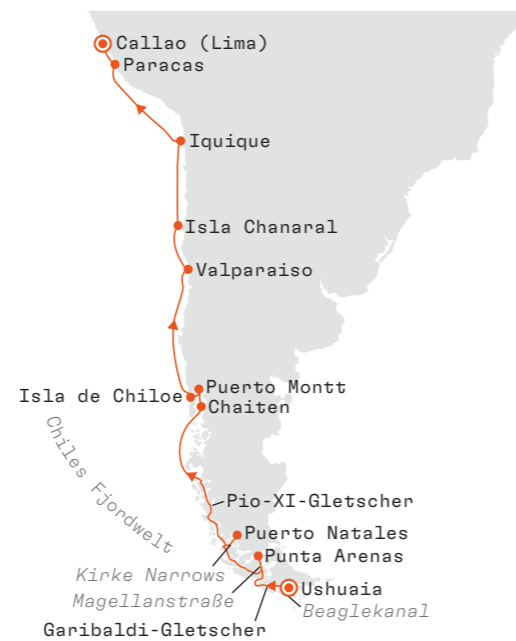 Callao (Lima)
Paracas
Iquique
Isla Chanaral
Valparaiso
Puerto Montt
Isla de Chiloe
Chaiten
Chiles Fjordwelt
Pio-XI-Gletscher
Puerto Natales
Punta Arenas
Kirke Narrows
Ushuaia
Magellanstraße
Beaglekanal
Garibaldi-Gletscher